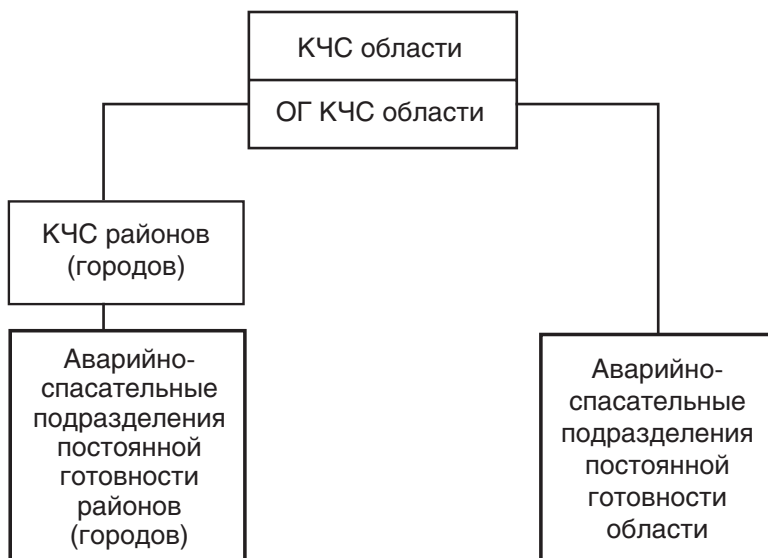 КЧС области
ОГ КЧС области
КЧС районов
(городов)
Аварийно-
спасательные
подразделения
постоянной
готовности
районов
(городов)
Аварийно-
спасательные
подразделения
постоянной
готовности
области